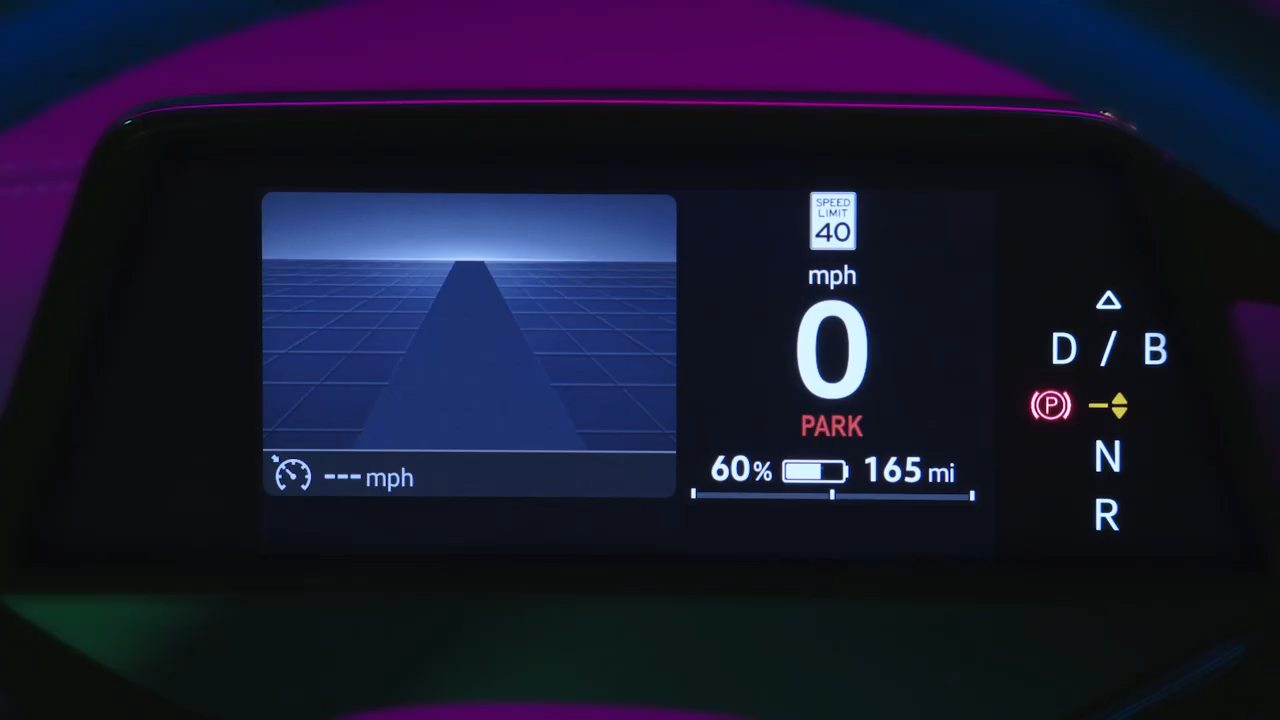 SPEED
LIMIT
40
mph
0
PARK
60% 165 mi
--- mph
D / B
P
N
R